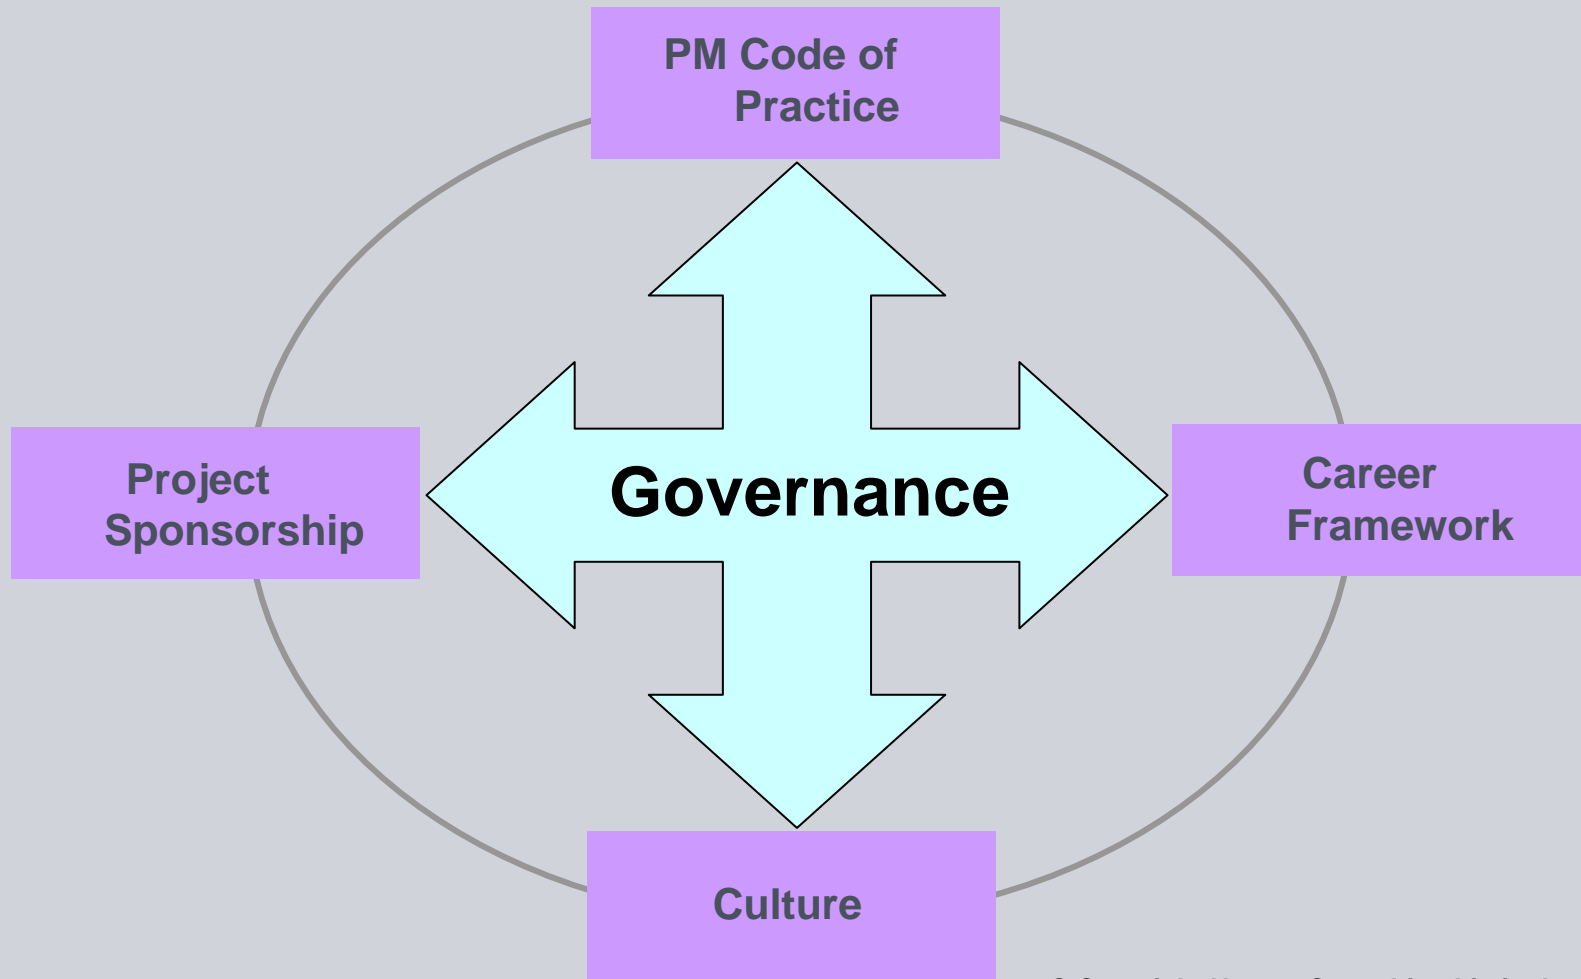 PM Code of
Practice
Project
Sponsorship
Governance
Career
Framework
Culture